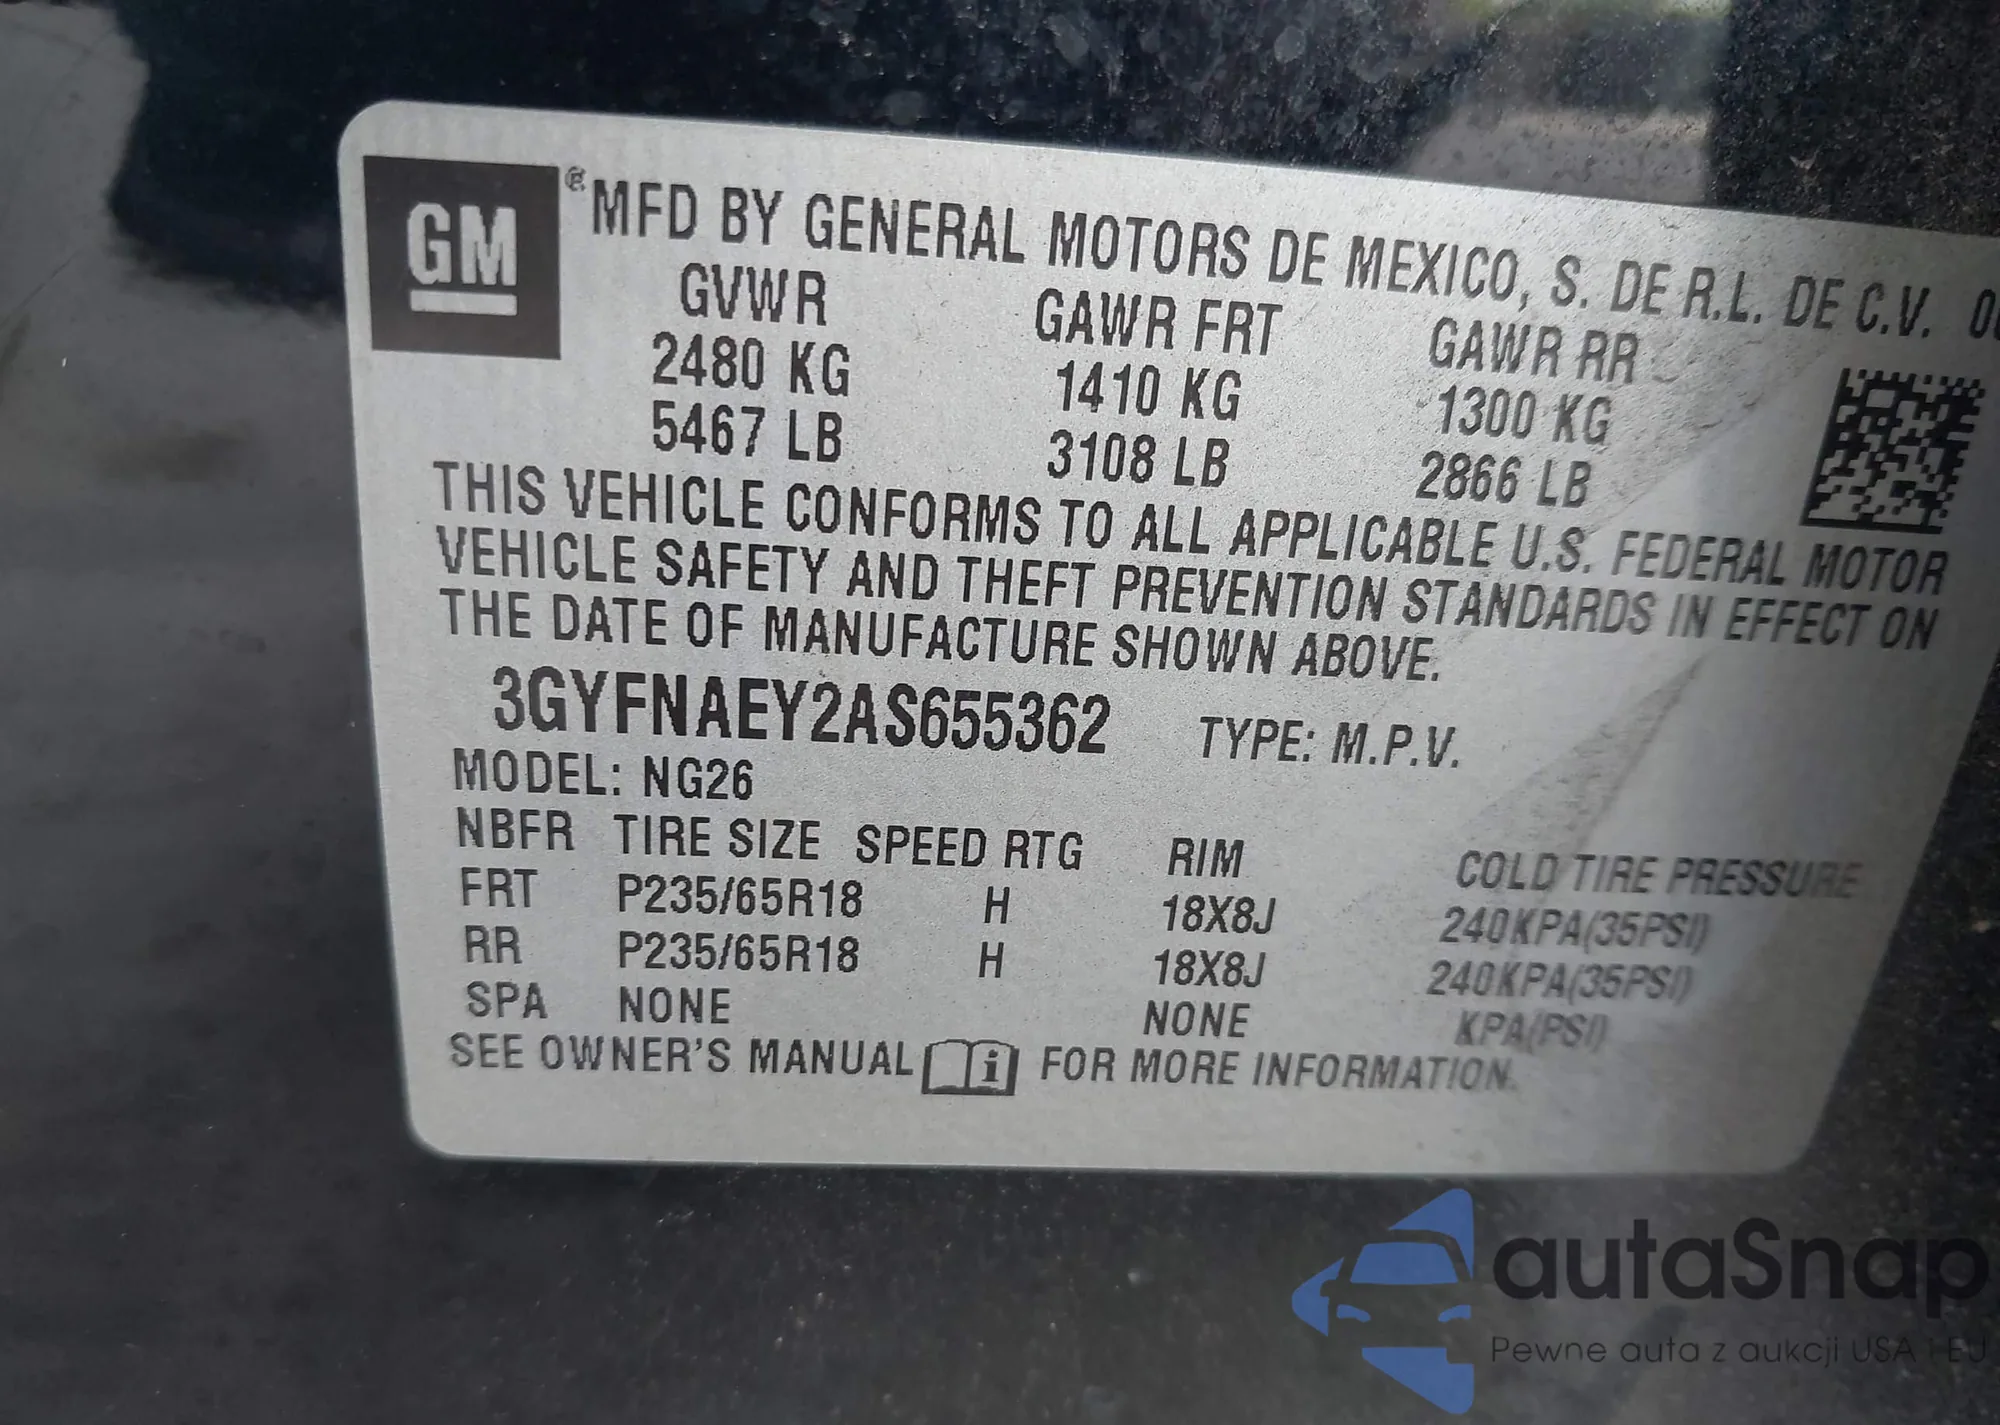 GM
® MFD BY GENERAL MOTORS DE MEXICO, S. DE R.L. DE C.V.
GVWR GAWR FRT GAWR RR
2480 KG 1410 KG 1300 KG
5467 LB 3108 LB 2866 LB
THIS VEHICLE CONFORMS TO ALL APPLICABLE U.S. FEDERAL MOTOR
VEHICLE SAFETY AND THEFT PREVENTION STANDARDS IN EFFECT ON
THE DATE OF MANUFACTURE SHOWN ABOVE.
3GYFNAEY2AS655362 TYPE: M.P.V.
MODEL: NG26
NBFR TIRE SIZE SPEED RTG RIM COLD TIRE PRESSURE
FRT P235/65R18 H 18X8J 240KPA(35PSI)
RR P235/65R18 H 18X8J 240KPA(35PSI)
SPA NONE NONE KPA(PSI)
SEE OWNER'S MANUAL i FOR MORE INFORMATION.
autaSnap
Pewne auta z aukcji USA i EU